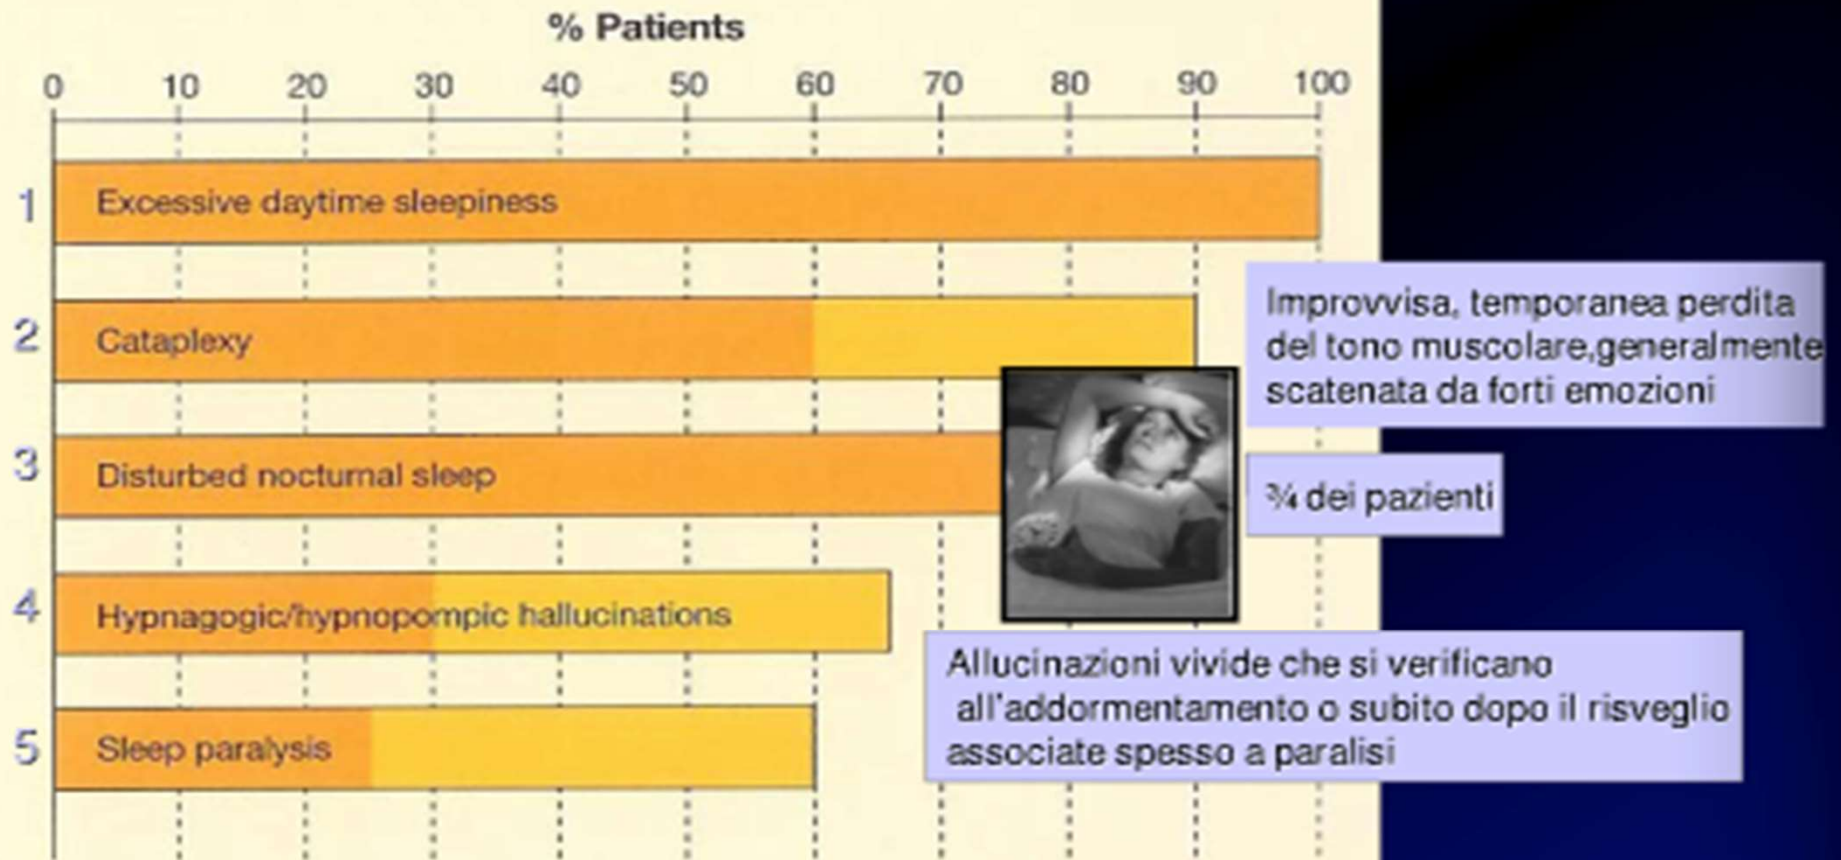 % Patients
0 10 20 30 40 50 60 70 80 90 100
1 Excessive daytime sleepiness
2 Cataplexy
Improvvisa, temporanea perdita
del tono muscolare,generalmente
scatenata da forti emozioni
3 Disturbed nocturnal sleep
¾ dei pazienti
4 Hypnagogic/hypnopompic hallucinations
Allucinazioni vivide che si verificano
all'addormentamento o subito dopo il risveglio
associate spesso a paralisi
5 Sleep paralysis